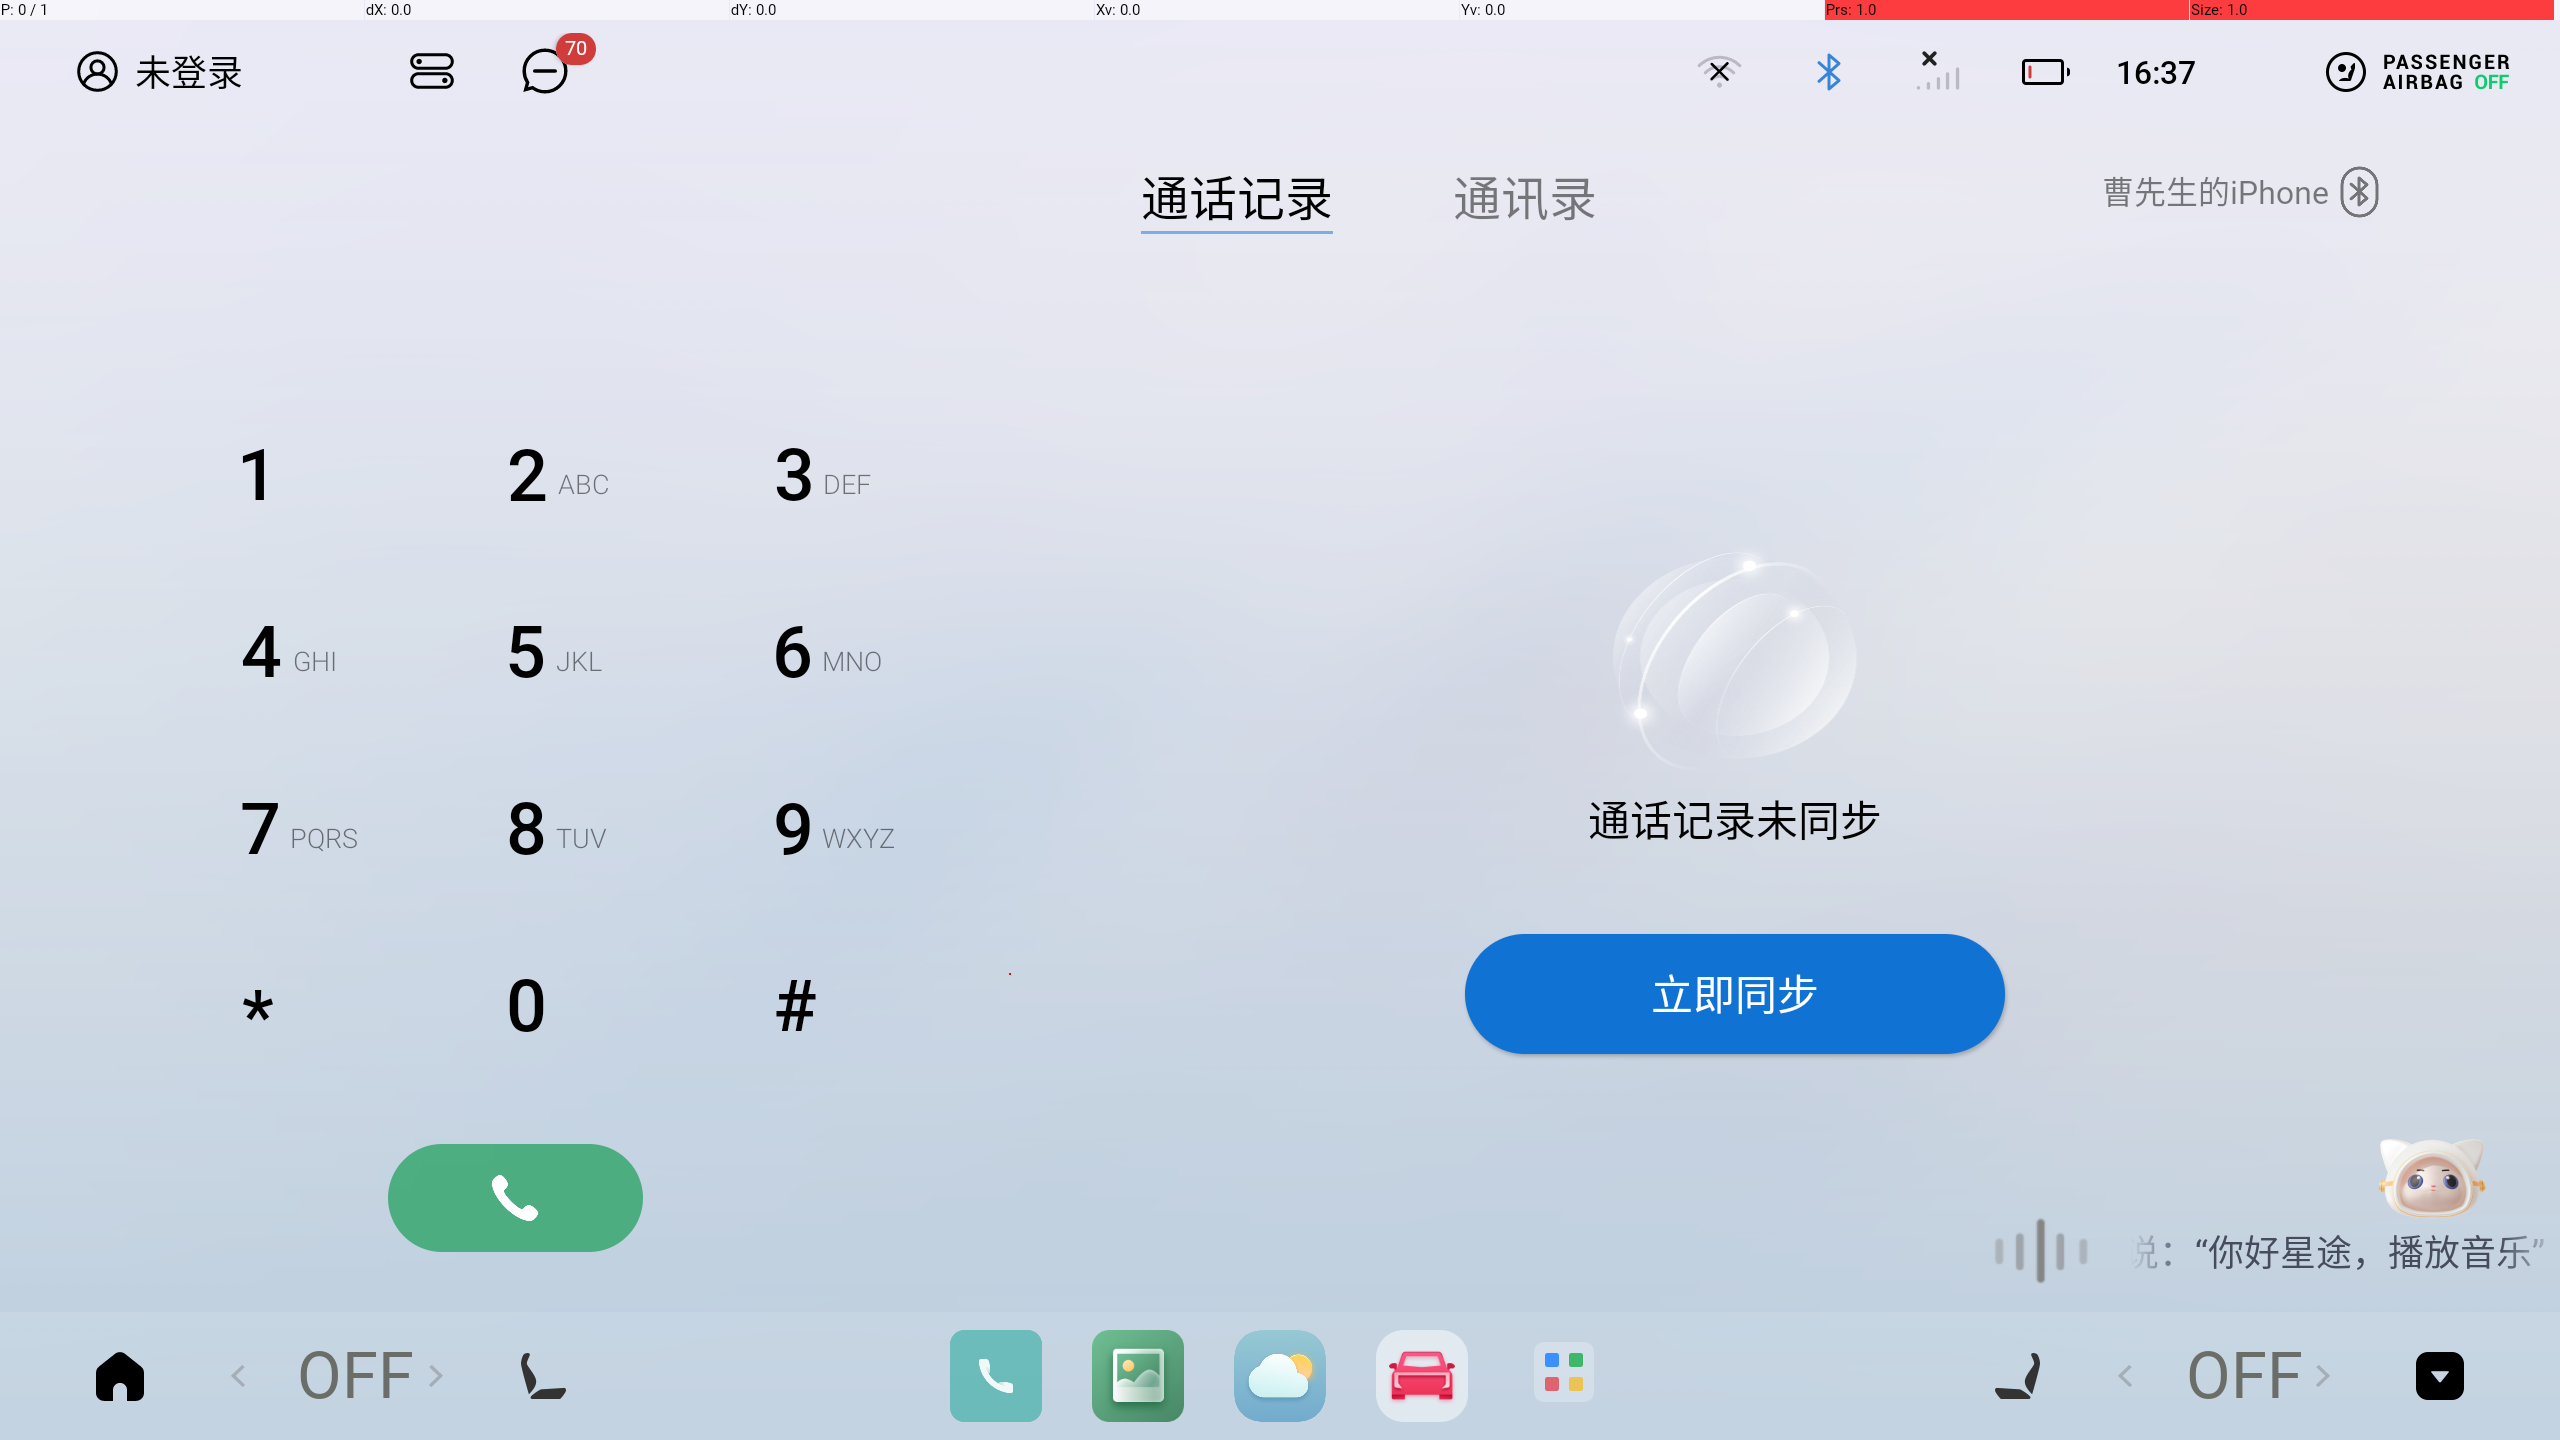 P: 0 / 1 dX: 0.0 dY: 0.0 Xv: 0.0 Yv: 0.0 Prs: 1.0 Size: 1.0
未登录 70 16:37 PASSENGER
AIRBAG OFF
通话记录 通讯录 曹先生的iPhone
1 2 ABC 3 DEF
4 GHI 5 JKL 6 MNO
7 PQRS 8 TUV 9 WXYZ
通话记录未同步
* 0 #
立即同步
说：“你好星途，播放音乐”
OFF OFF